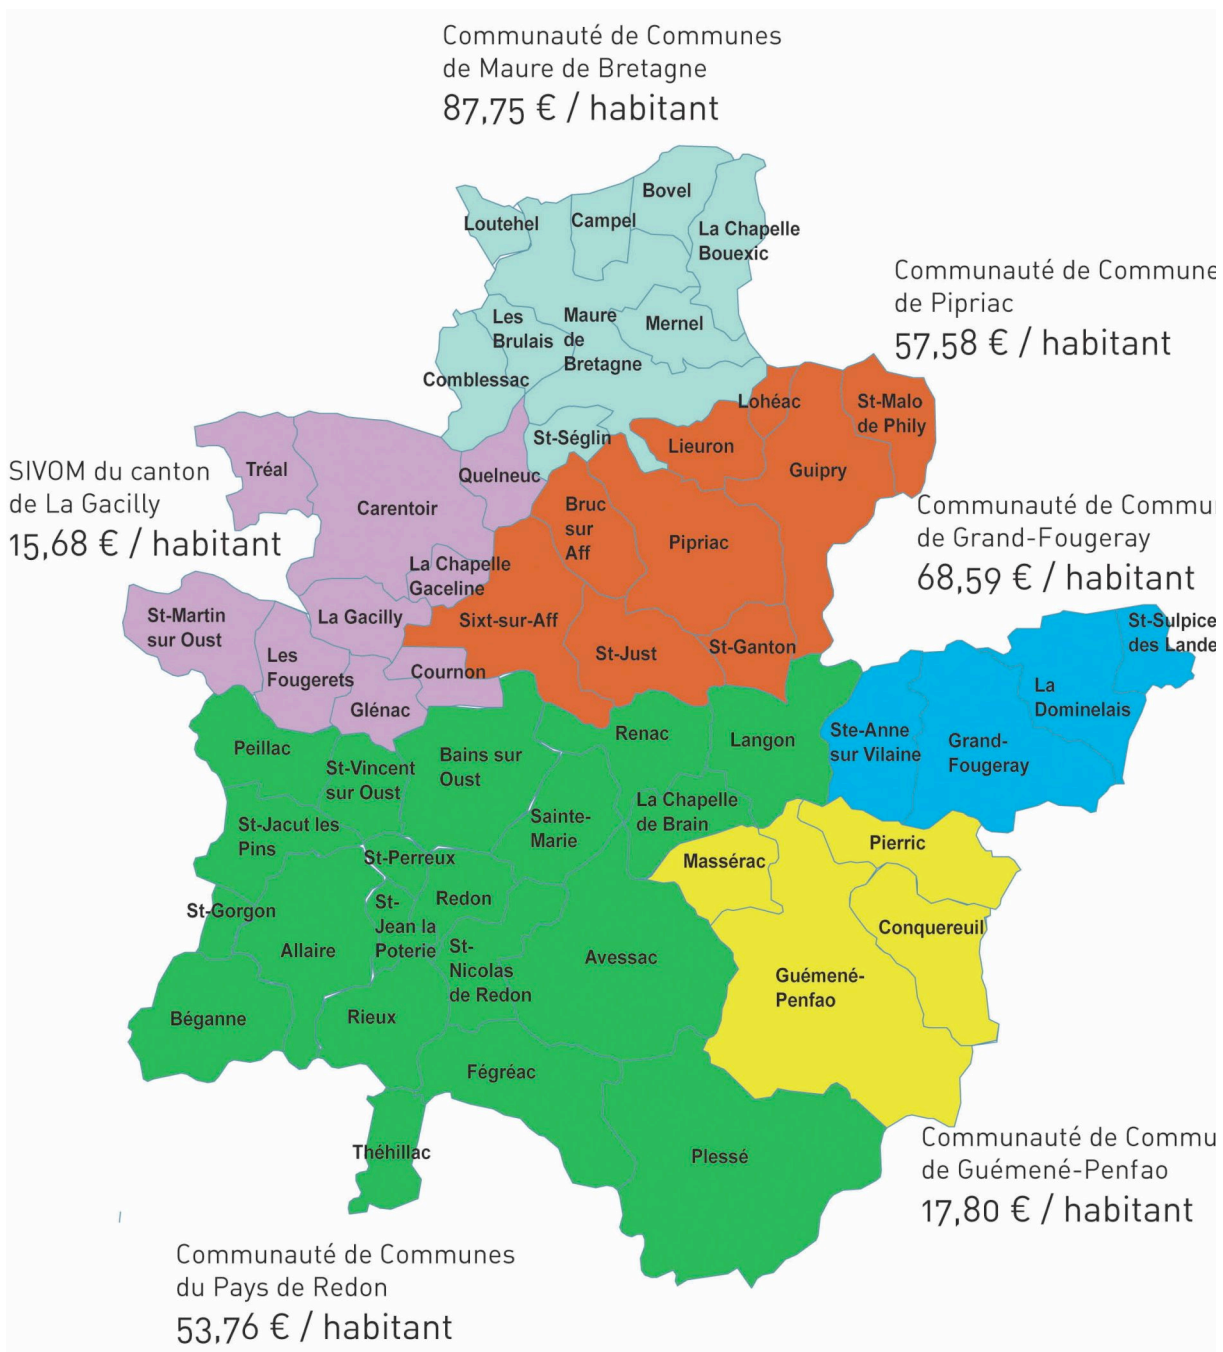 Communauté de Communes
de Maure de Bretagne
87,75 € / habitant
Loutehel
Campel
Bovel
La Chapelle
Bouexic
Les
Brulais
Maure
de
Bretagne
Mernel
Comblessac
St-Séglin
Communauté de Commune
de Pipriac
57,58 € / habitant
Lohéac
St-Malo
de Phily
Lieuron
Guipry
Bruc
sur
Aff
Pipriac
Sixt-sur-Aff
St-Just
St-Ganton
SIVOM du canton
de La Gacilly
15,68 € / habitant
Tréal
Carentoir
Quelneuc
La Chapelle
Gaceline
St-Martin
sur Oust
La Gacilly
Les
Fougerets
Cournon
Glénac
Communauté de Commu
de Grand-Fougeray
68,59 € / habitant
St-Sulpice
des Lande
La
Dominelais
Ste-Anne
sur Vilaine
Grand-
Fougeray
Peillac
St-Vincent
sur Oust
Bains sur
Oust
Renac
Langon
St-Jacut les
Pins
Sainte-
Marie
La Chapelle
de Brain
St-Perreux
Redon
St-Gorgon
Allaire
St-
Jean la
Poterie
St-
Nicolas
de Redon
Avessac
Béganne
Rieux
Fégréac
Théhillac
Plessé
Massérac
Pierric
Conquereuil
Guémené-
Penfao
Communauté de Commu
de Guémené-Penfao
17,80 € / habitant
Communauté de Communes
du Pays de Redon
53,76 € / habitant